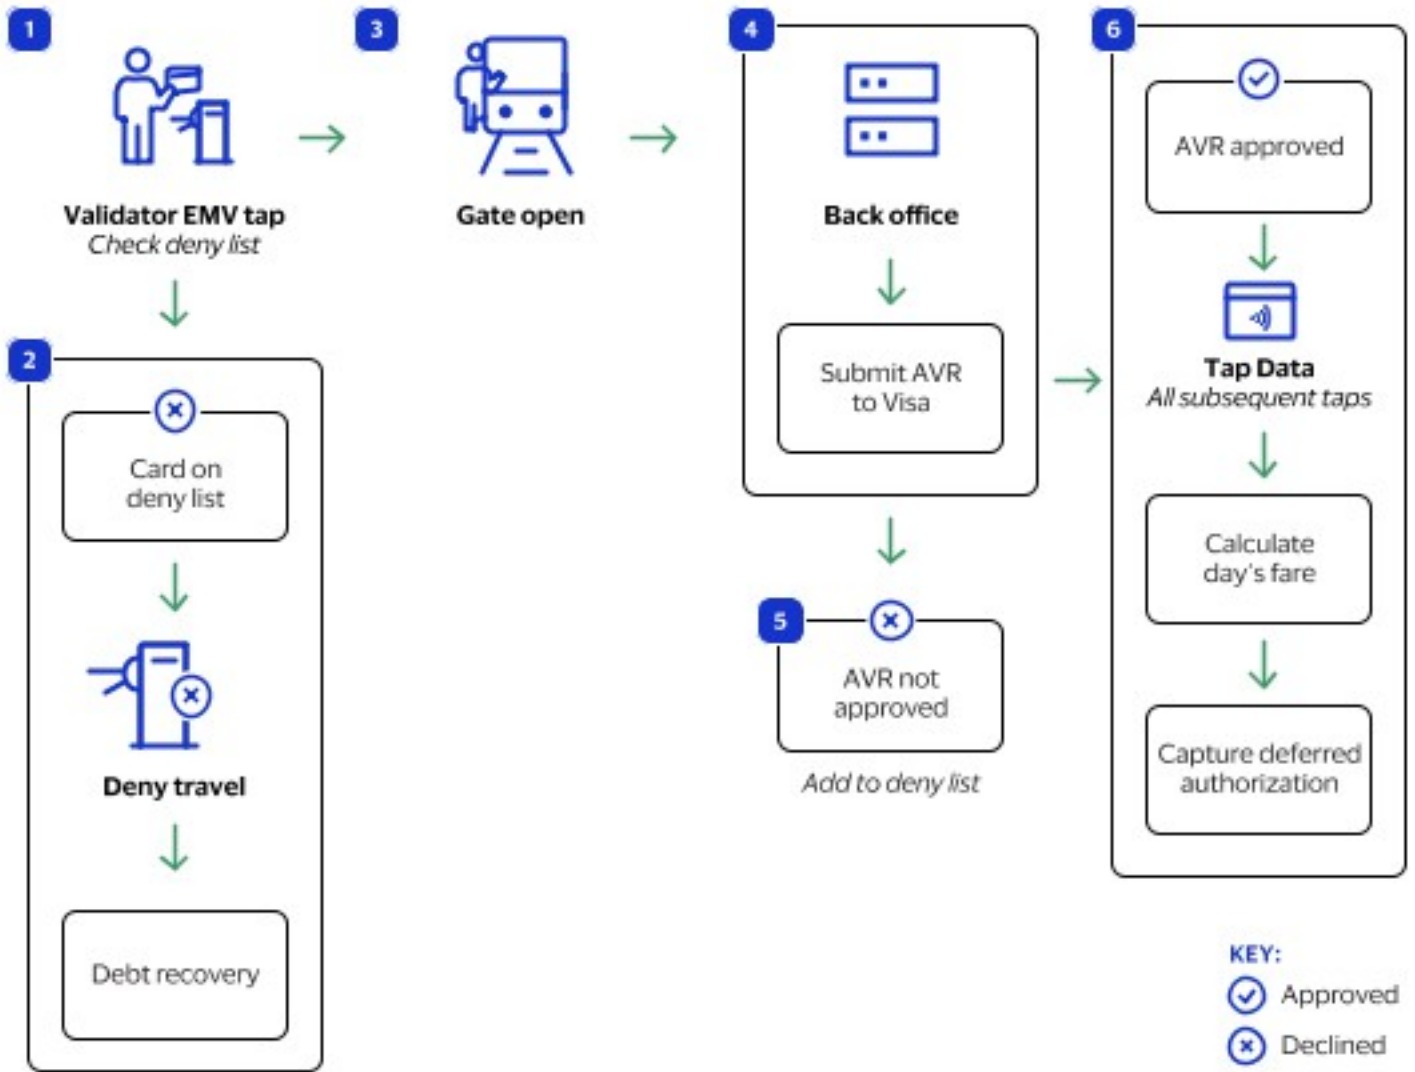 1
Validator EMV tap
Check deny list
2
Card on
deny list
Deny travel
Debt recovery
3
Gate open
4
Back office
Submit AVR
to Visa
5
AVR not
approved
Add to deny list
6
AVR approved
Tap Data
All subsequent taps
Calculate
day's fare
Capture deferred
authorization
KEY:
Approved
Declined